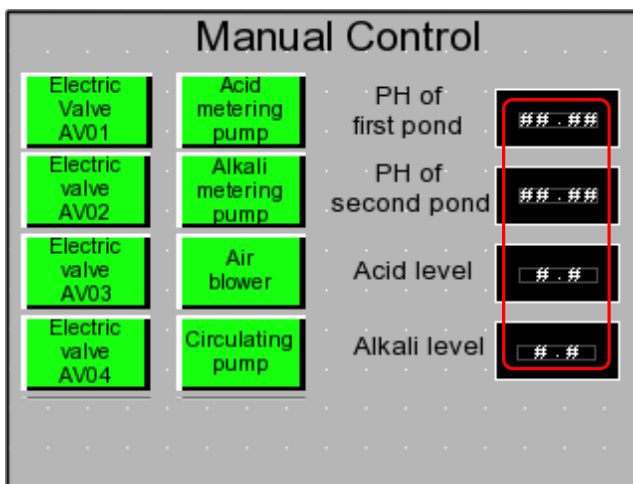 Manual Control
Electric
Valve
AV01
Acid
metering
pump
PH of
first pond
##.##
Electric
valve
AV02
Alkali
metering
pump
PH of
second pond
##.##
Electric
valve
AV03
Air
blower
Acid level
#.#
Electric
valve
AV04
Circulating
pump
Alkali level
#.#